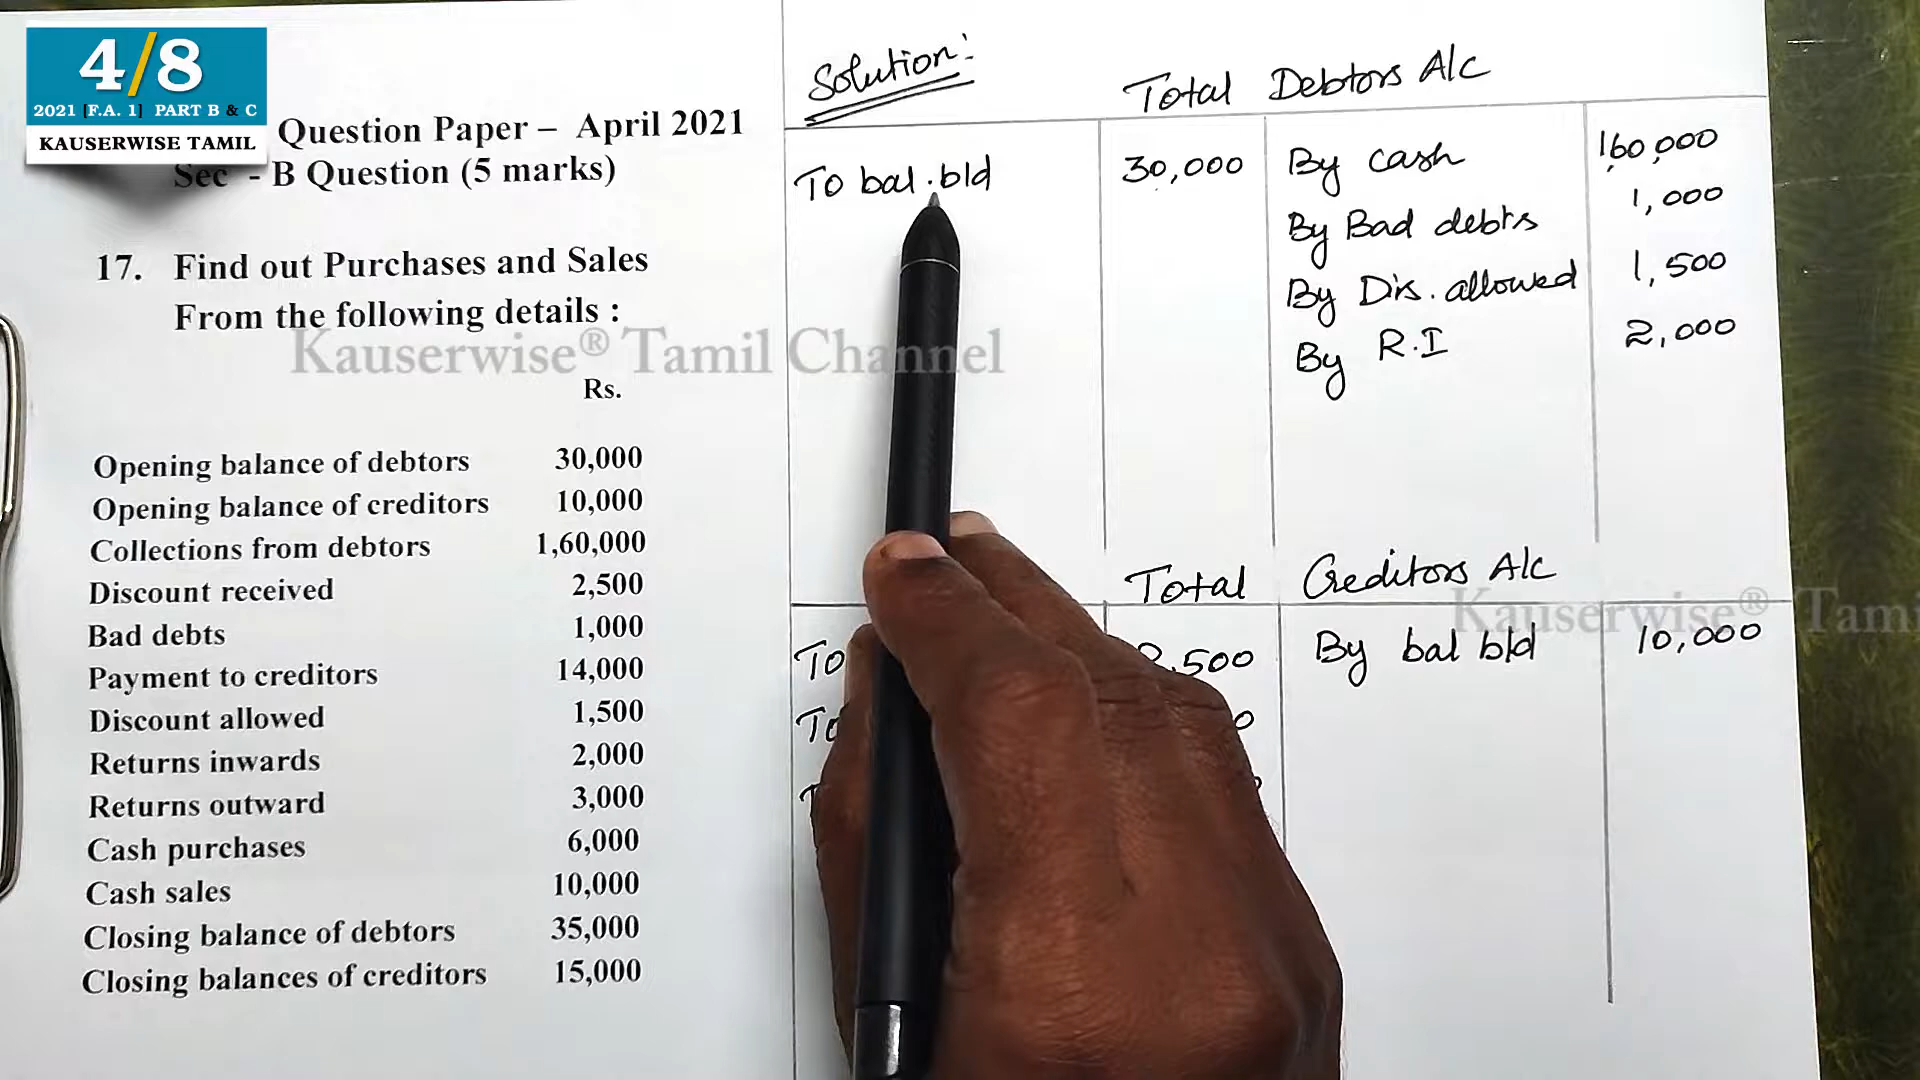 4/8
2021 [F.A. 1] PART B & C
KAUSERWISE TAMIL
Question Paper – April 2021
Sec - B Question (5 marks)
17. Find out Purchases and Sales
From the following details :
Rs.
Opening balance of debtors 30,000
Opening balance of creditors 10,000
Collections from debtors 1,60,000
Discount received 2,500
Bad debts 1,000
Payment to creditors 14,000
Discount allowed 1,500
Returns inwards 2,000
Returns outward 3,000
Cash purchases 6,000
Cash sales 10,000
Closing balance of debtors 35,000
Closing balances of creditors 15,000
Kauserwise® Tamil Channel
Solution:
Total Debtors A/c
To bal.b/d 30,000 By cash 160,000
By Bad debts 1,000
By Dis. allowed 1,500
By R.I 2,000
Total Creditors A/c
Kauserwise® Tami
To ,500 By bal b/d 10,000
To 0